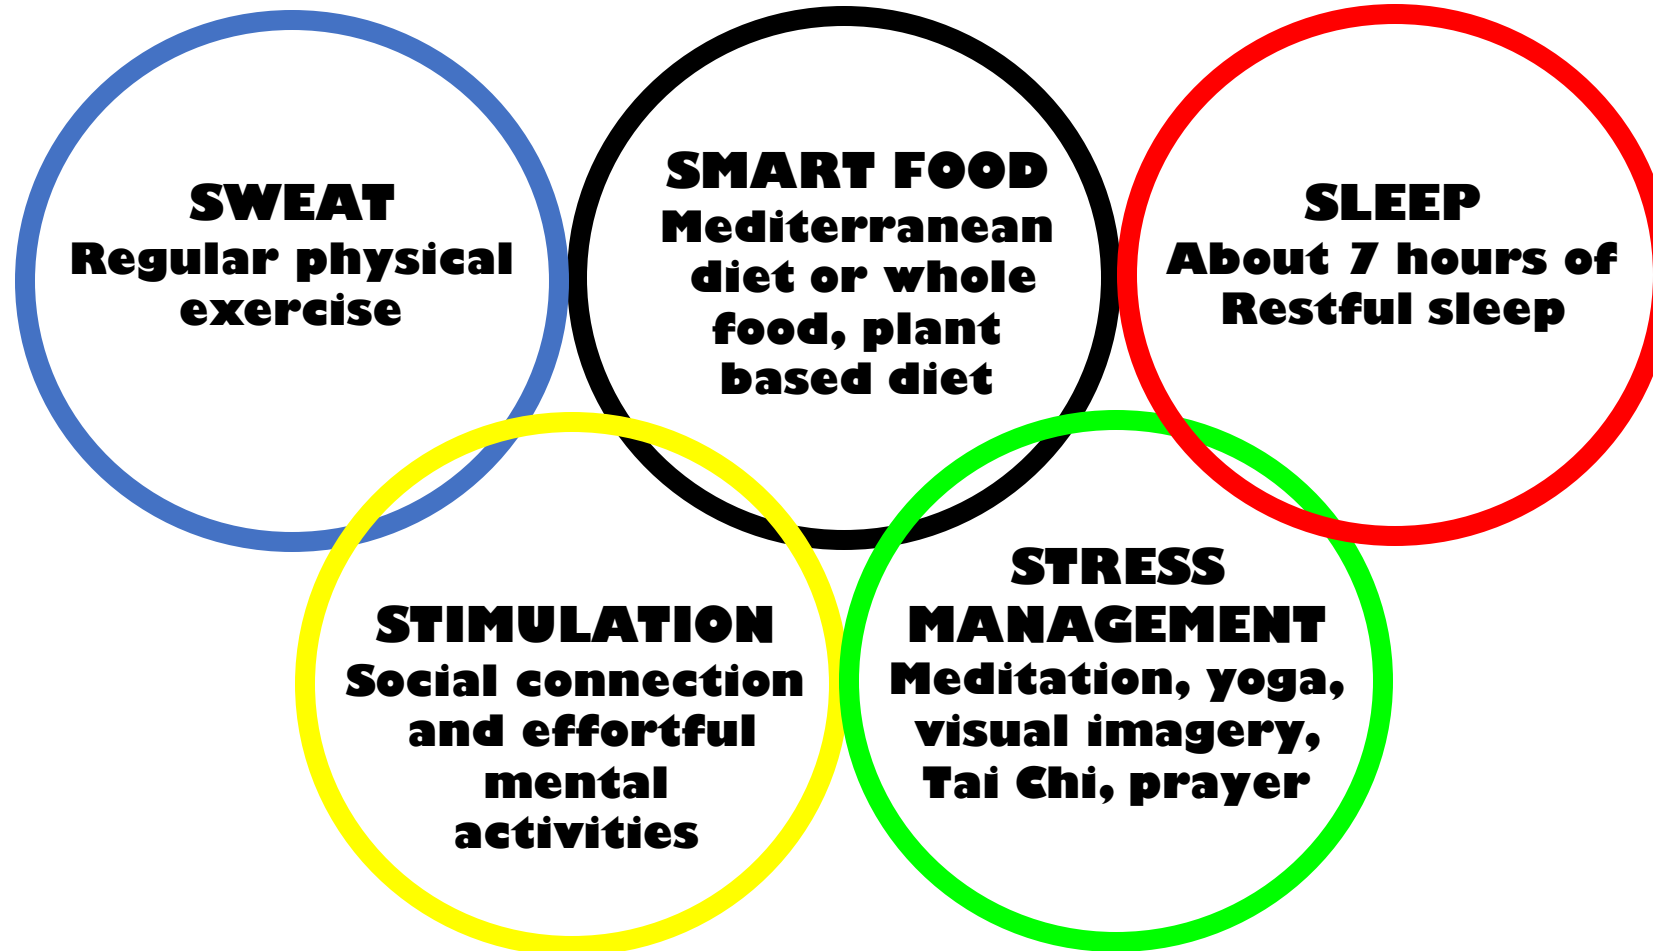 SWEAT
Regular physical
exercise
SMART FOOD
Mediterranean
diet or whole
food, plant
based diet
SLEEP
About 7 hours of
Restful sleep
STIMULATION
Social connection
and effortful
mental
activities
STRESS
MANAGEMENT
Meditation, yoga,
visual imagery,
Tai Chi, prayer